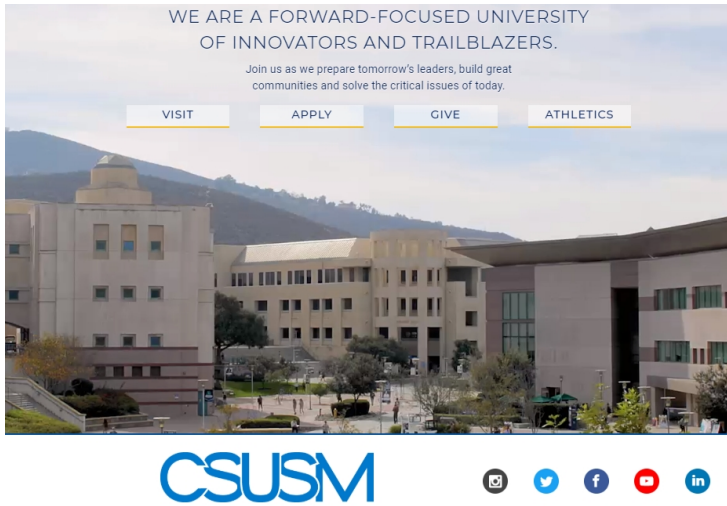 WE ARE A FORWARD-FOCUSED UNIVERSITY
OF INNOVATORS AND TRAILBLAZERS.
Join us as we prepare tomorrow's leaders, build great
communities and solve the critical issues of today.
VISIT APPLY GIVE ATHLETICS
CSUSM
in